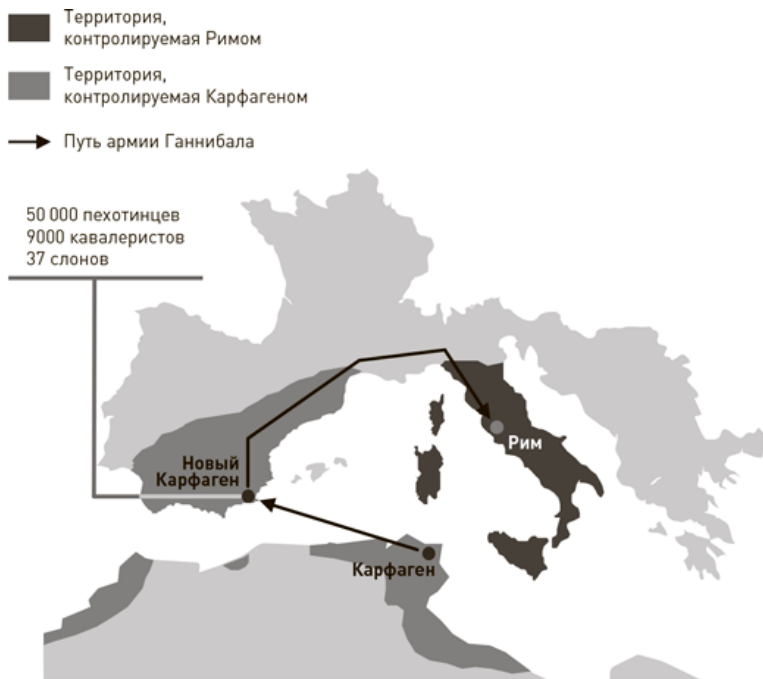 Территория,
контролируемая Римом
Территория,
контролируемая Карфагеном
Путь армии Ганнибала
50 000 пехотинцев
9000 кавалеристов
37 слонов
Рим
Новый
Карфаген
Карфаген